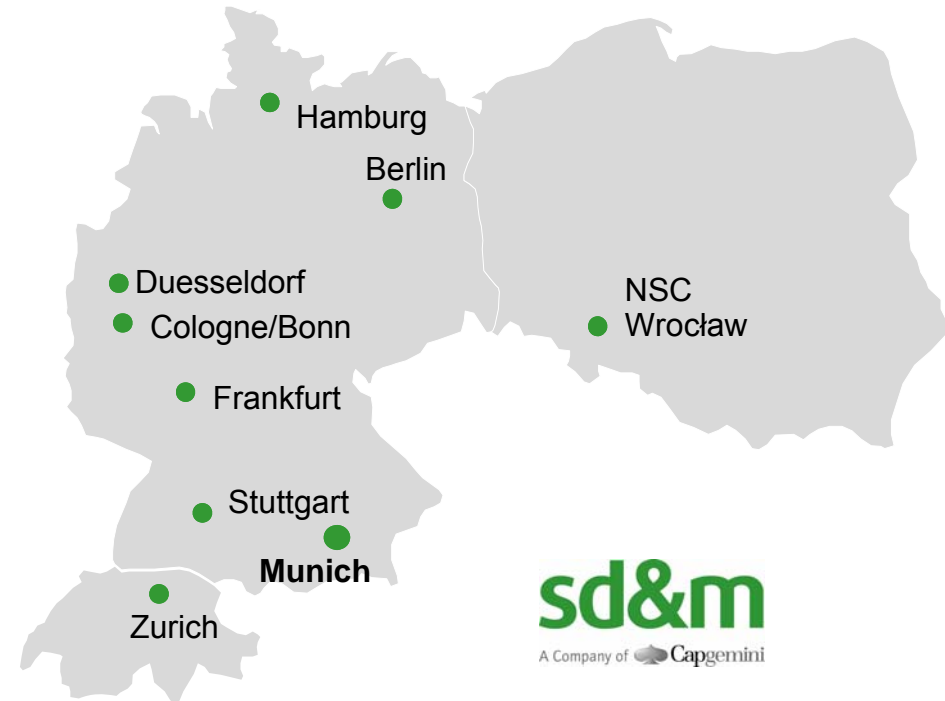 Hamburg
Berlin
Duesseldorf
Cologne/Bonn
NSC
Wrocław
Frankfurt
Stuttgart
Munich
Zurich
sd&m
A Company of Capgemini